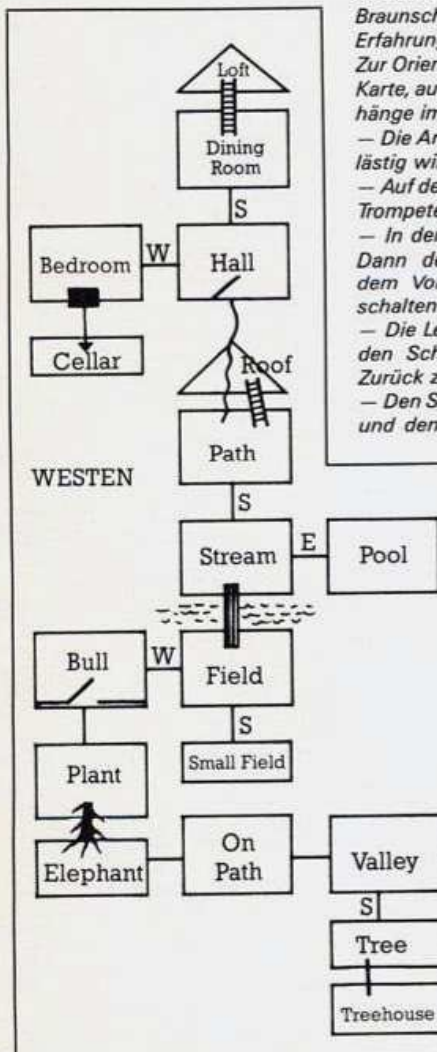 Loft
Dining
Room
S
Bedroom
W
Hall
Cellar
Roof
Path
WESTEN
S
Stream
E
Pool
Bull
W
Field
S
Plant
Small Field
Elephant
On
Path
Valley
S
Tree
Treehouse
Braunsch
Erfahrung
Zur Orien
Karte, au
hänge im
— Die Ar
lästig wi
— Auf de
Trompete
— In de
Dann de
dem Vo
schalten
— Die Le
den Sch
Zurück z
— Den S
und den